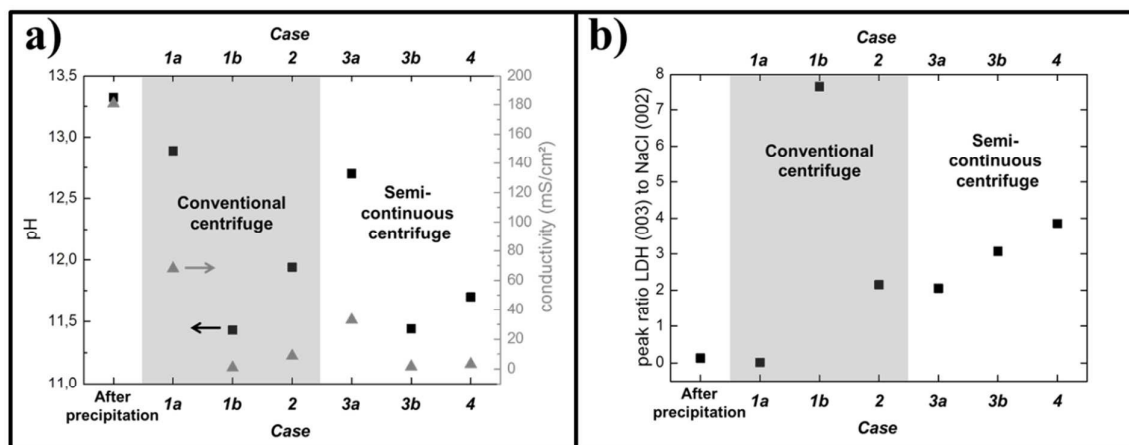 a)
Case
1a 1b 2 3a 3b 4
13,5
13,0
12,5
12,0
11,5
11,0
pH
200
180
160
140
120
100
80
60
40
20
0
conductivity (mS/cm²)
Conventional
centrifuge
Semi-
continuous
centrifuge
After
precipitation
1a 1b 2 3a 3b 4
Case
b)
Case
1a 1b 2 3a 3b 4
8
7
6
5
4
3
2
1
0
peak ratio LDH (003) to NaCl (002)
Conventional
centrifuge
Semi-
continuous
centrifuge
After
precipitation
1a 1b 2 3a 3b 4
Case